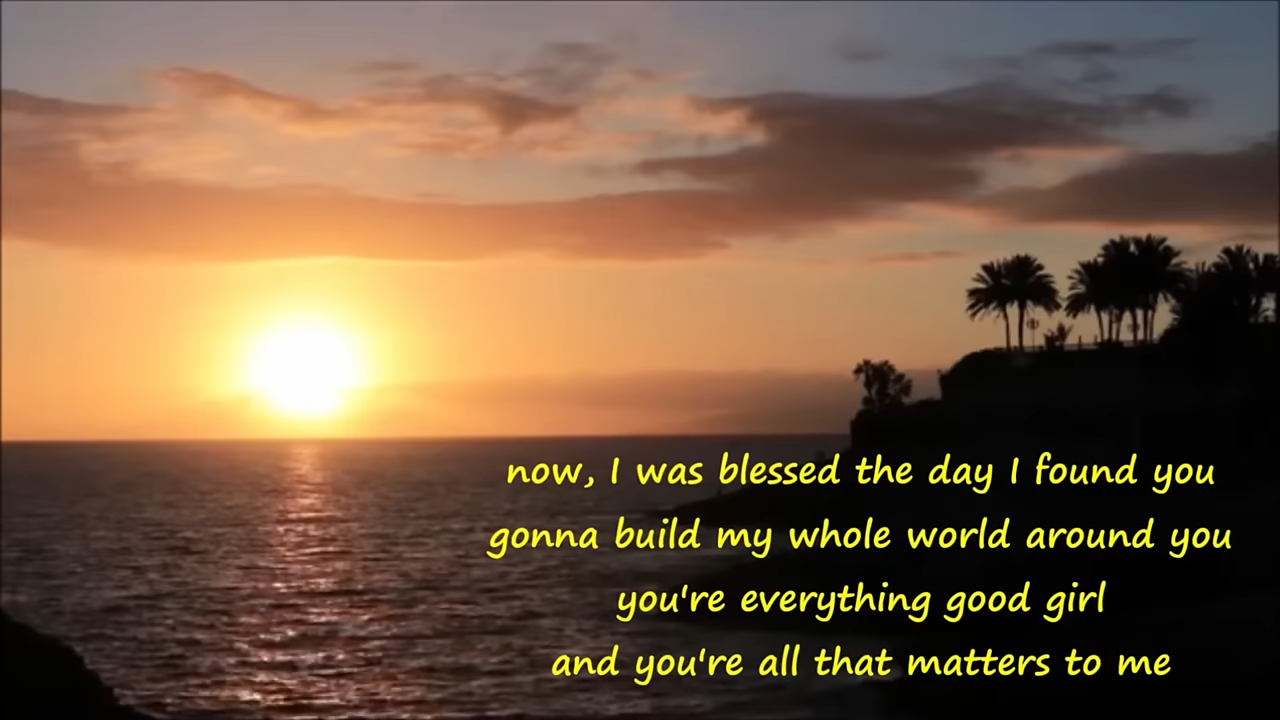 now, I was blessed the day I found you
gonna build my whole world around you
you're everything good girl
and you're all that matters to me